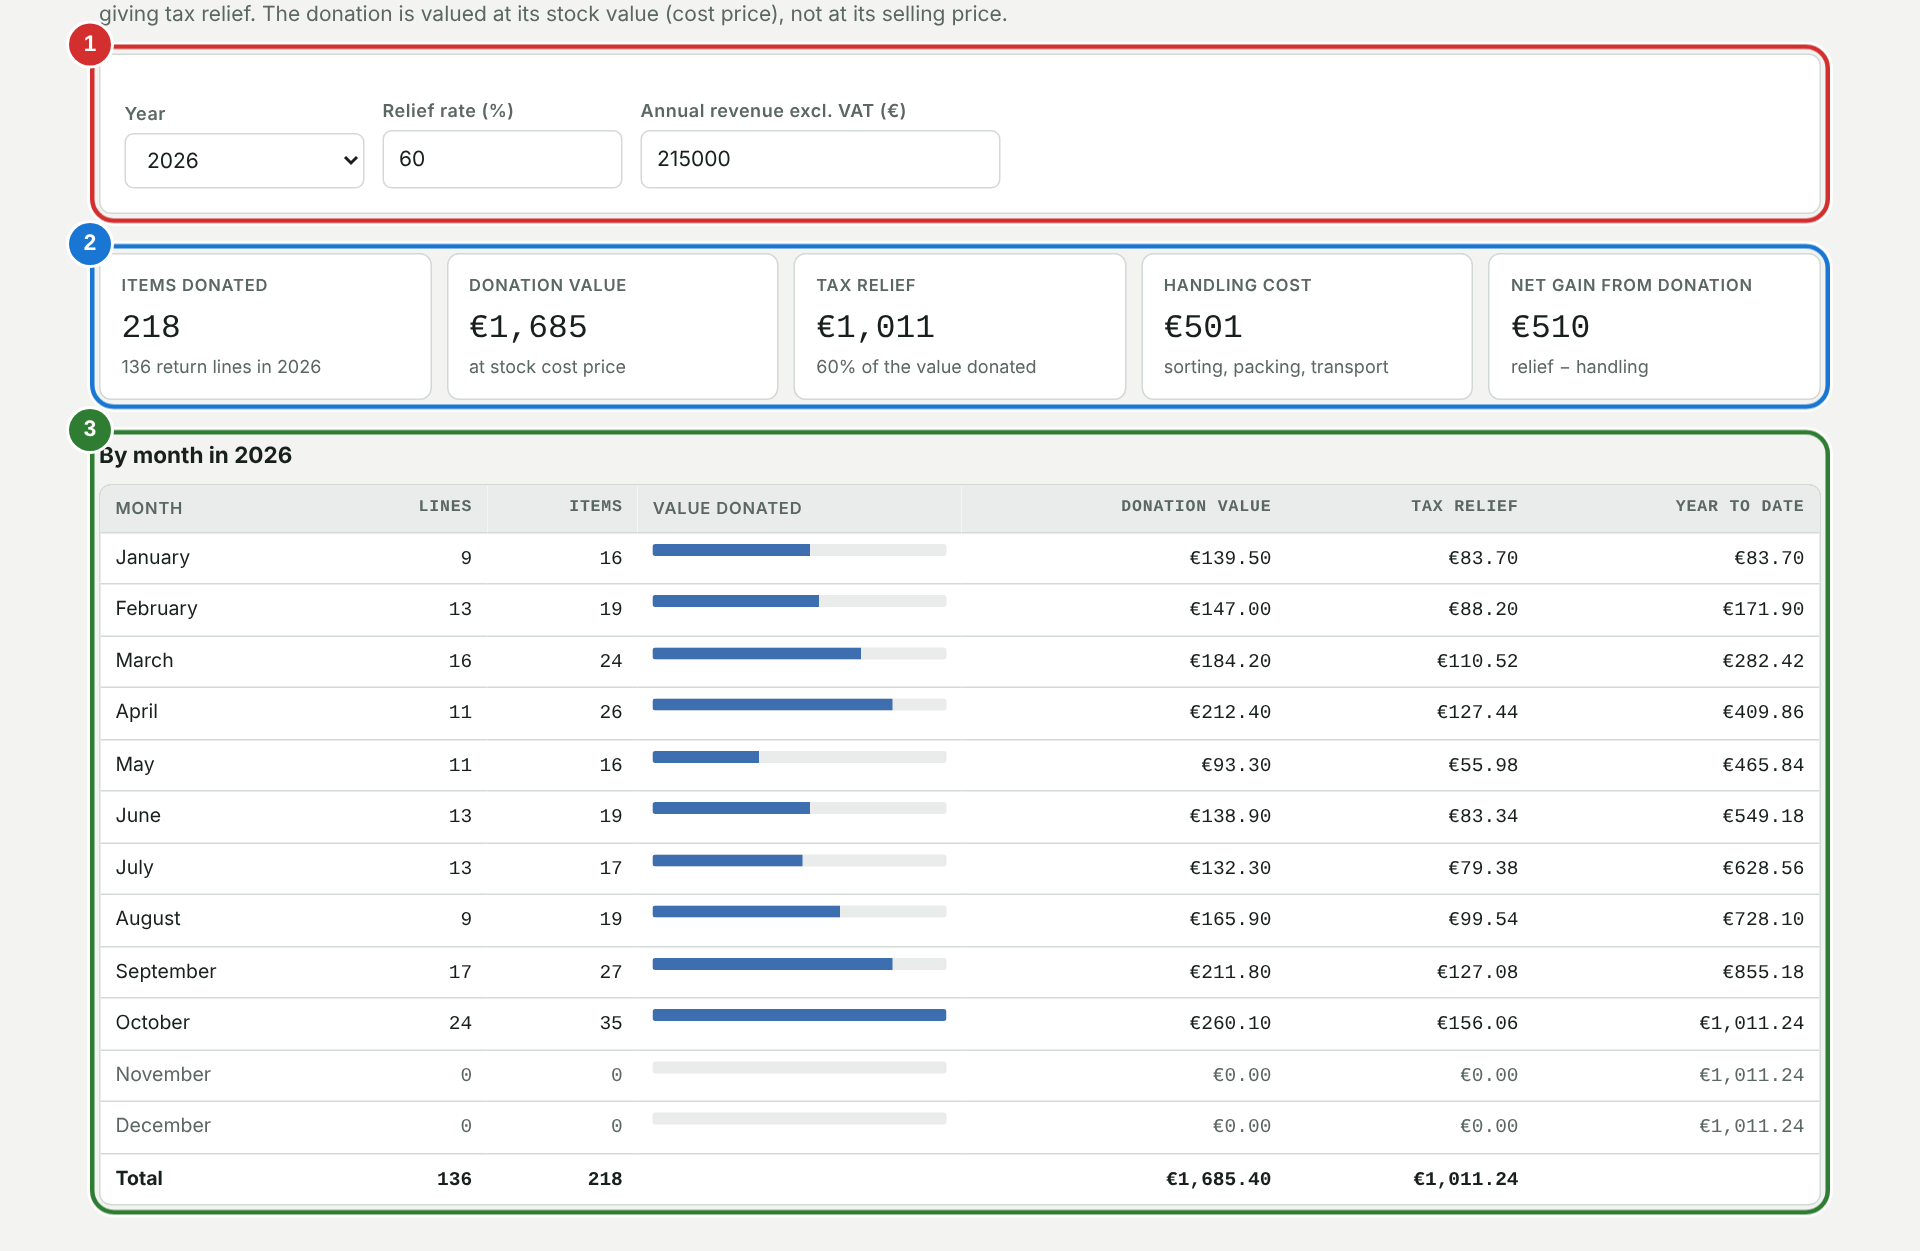 giving tax relief. The donation is valued at its stock value (cost price), not at its selling price.
1
Year
Relief rate (%)
Annual revenue excl. VAT (€)
2026
60
215000
2
ITEMS DONATED
218
136 return lines in 2026
DONATION VALUE
€1,685
at stock cost price
TAX RELIEF
€1,011
60% of the value donated
HANDLING COST
€501
sorting, packing, transport
NET GAIN FROM DONATION
€510
relief − handling
3
By month in 2026
MONTH LINES ITEMS VALUE DONATED DONATION VALUE TAX RELIEF YEAR TO DATE
January 9 16 €139.50 €83.70 €83.70
February 13 19 €147.00 €88.20 €171.90
March 16 24 €184.20 €110.52 €282.42
April 11 26 €212.40 €127.44 €409.86
May 11 16 €93.30 €55.98 €465.84
June 13 19 €138.90 €83.34 €549.18
July 13 17 €132.30 €79.38 €628.56
August 9 19 €165.90 €99.54 €728.10
September 17 27 €211.80 €127.08 €855.18
October 24 35 €260.10 €156.06 €1,011.24
November 0 0 €0.00 €0.00 €1,011.24
December 0 0 €0.00 €0.00 €1,011.24
Total 136 218 €1,685.40 €1,011.24